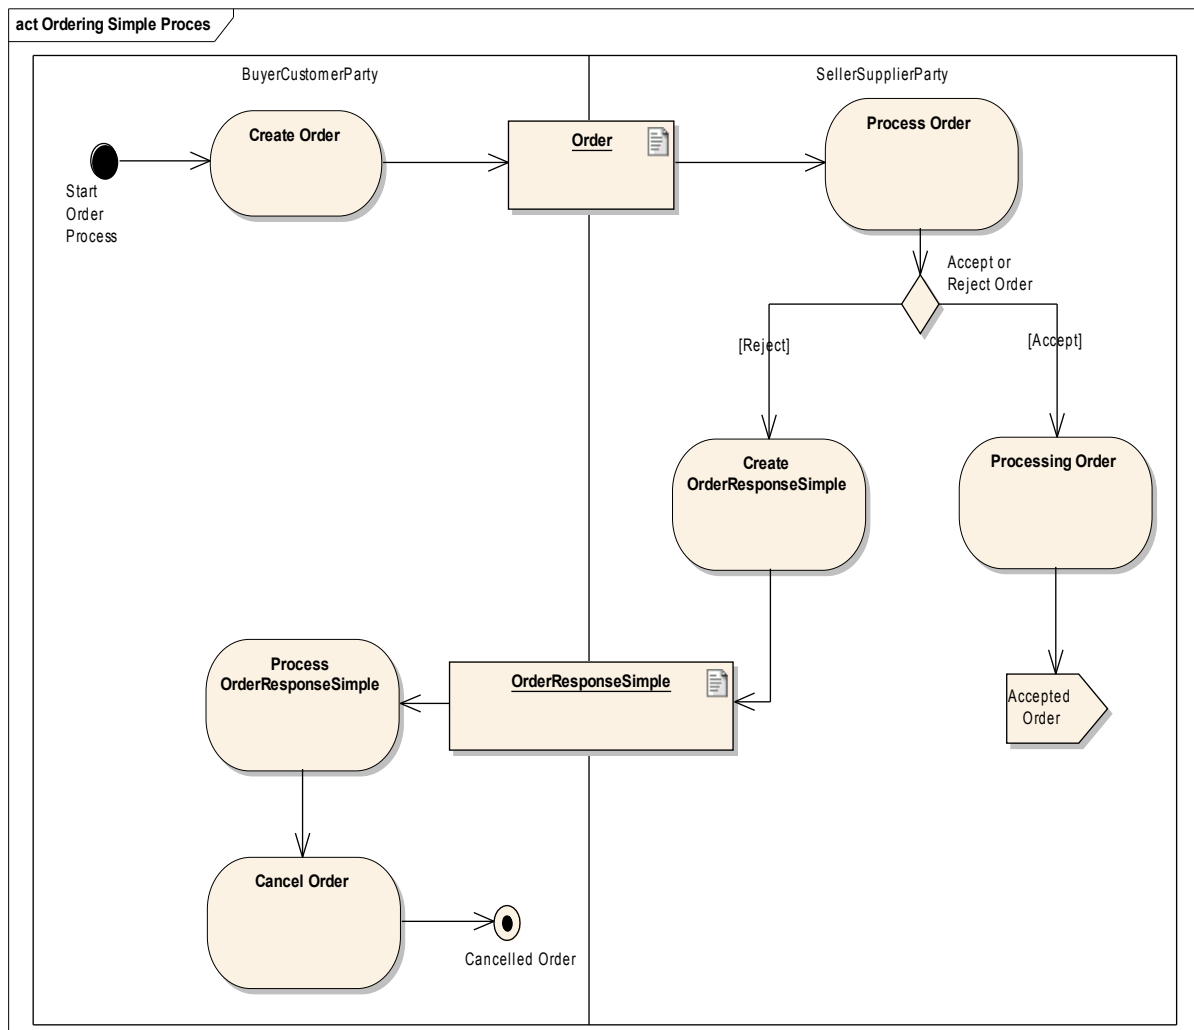 act Ordering Simple Proces
BuyerCustomerParty
SellerSupplierParty
Create Order
Order
Process Order
Start
Order
Process
Accept or
Reject Order
[Reject]
[Accept]
Create
OrderResponseSimple
Processing Order
Process
OrderResponseSimple
OrderResponseSimple
Accepted
Order
Cancel Order
Cancelled Order